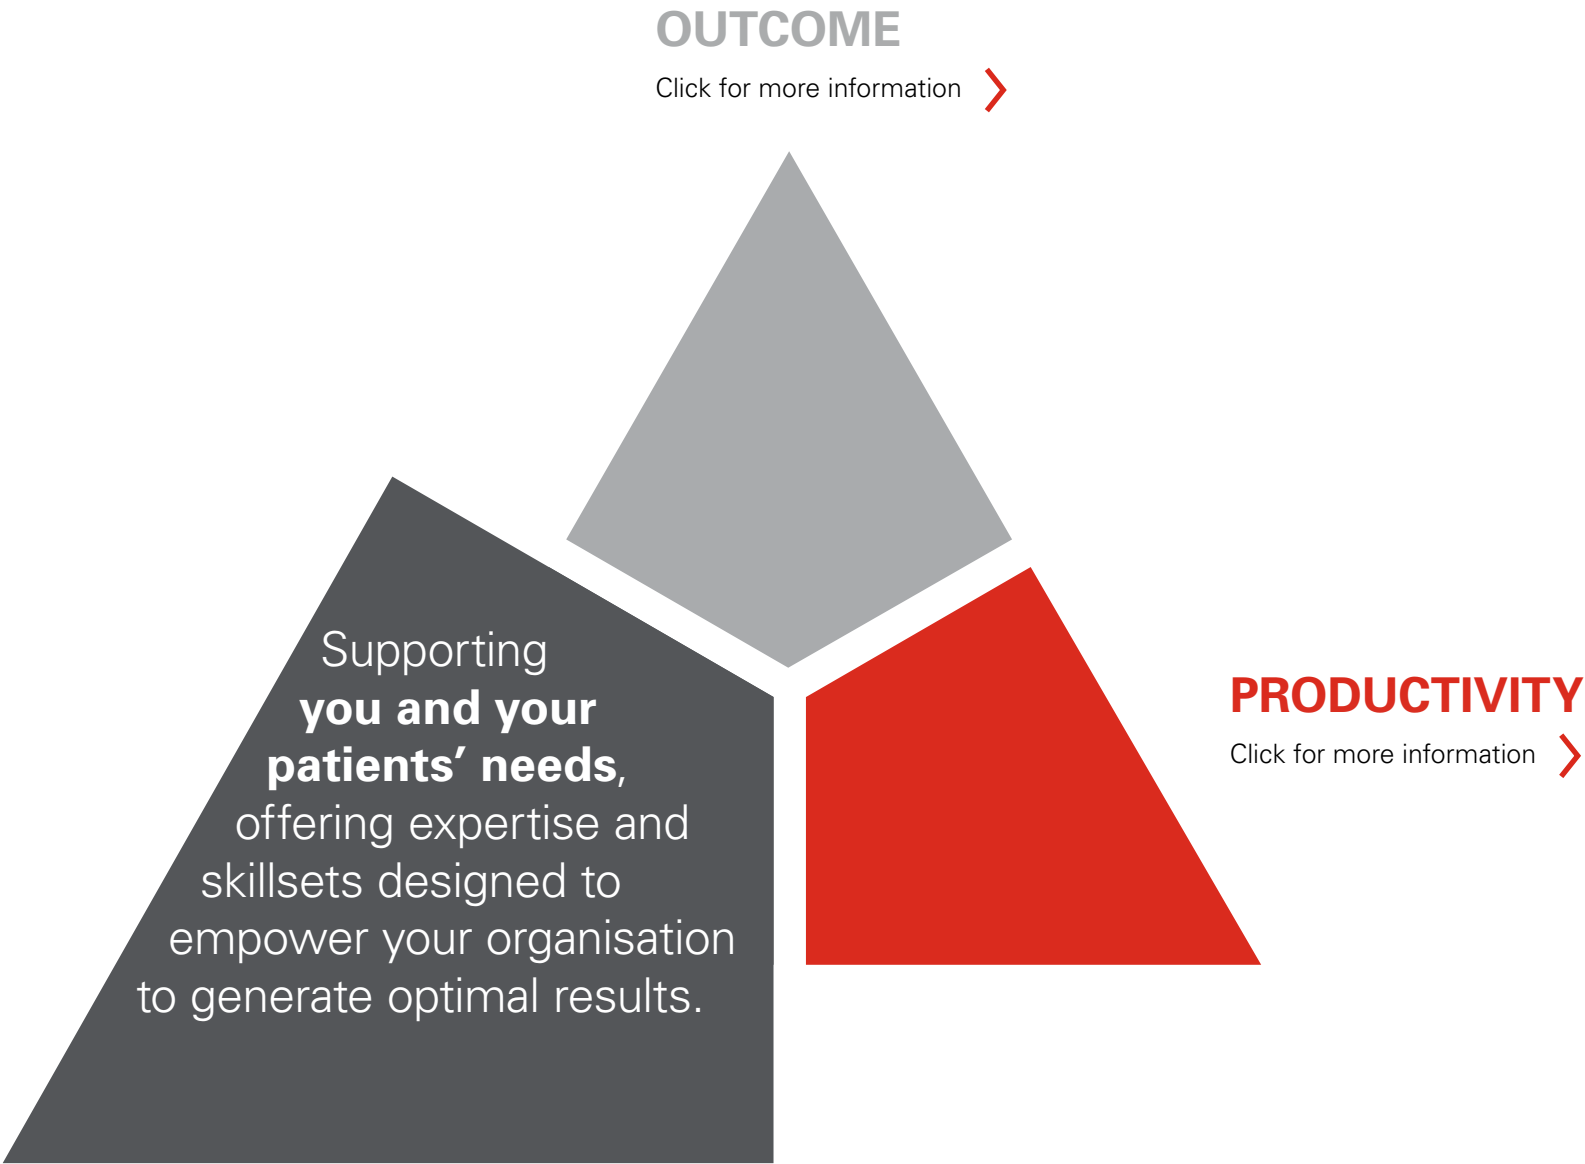 OUTCOME
Click for more information
Supporting
you and your
patients’ needs,
offering expertise and
skillsets designed to
empower your organisation
to generate optimal results.
PRODUCTIVITY
Click for more information